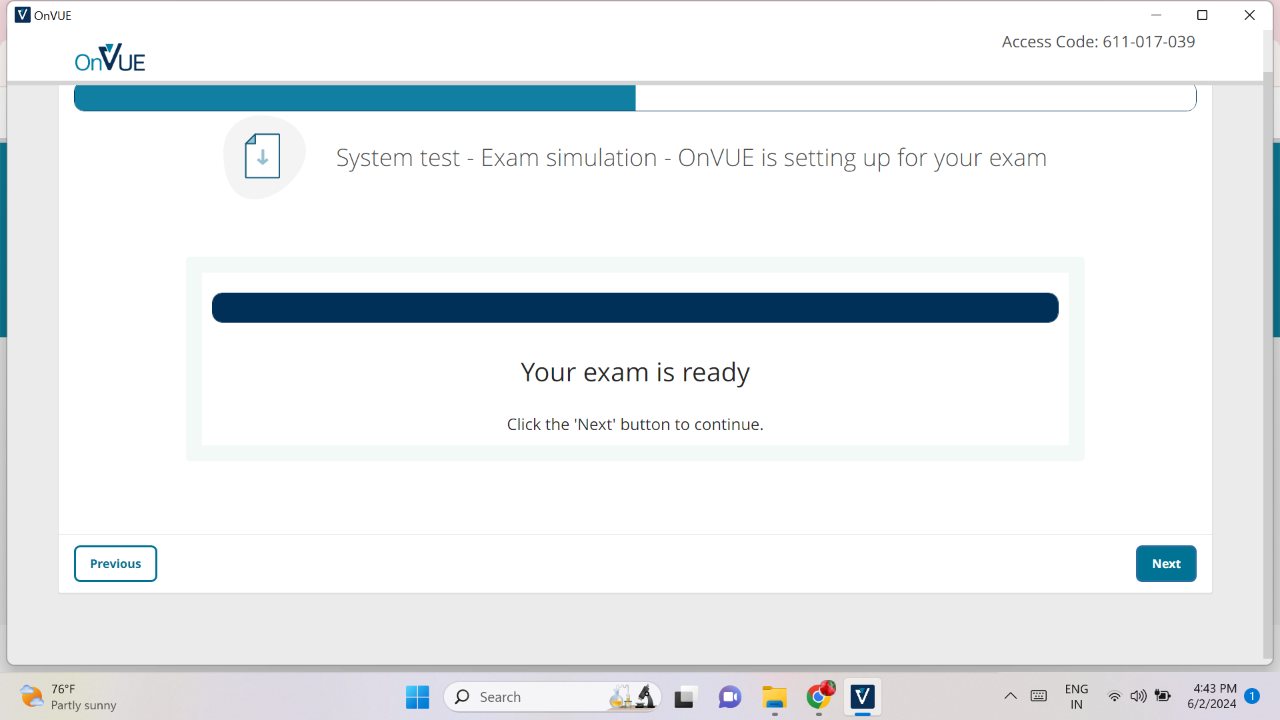 OnVUE
OnVUE
Access Code: 611-017-039
System test - Exam simulation - OnVUE is setting up for your exam
Your exam is ready
Click the 'Next' button to continue.
Previous
Next
76°F
Partly sunny
Search
ENG
IN
4:43 PM
6/2/2024
1